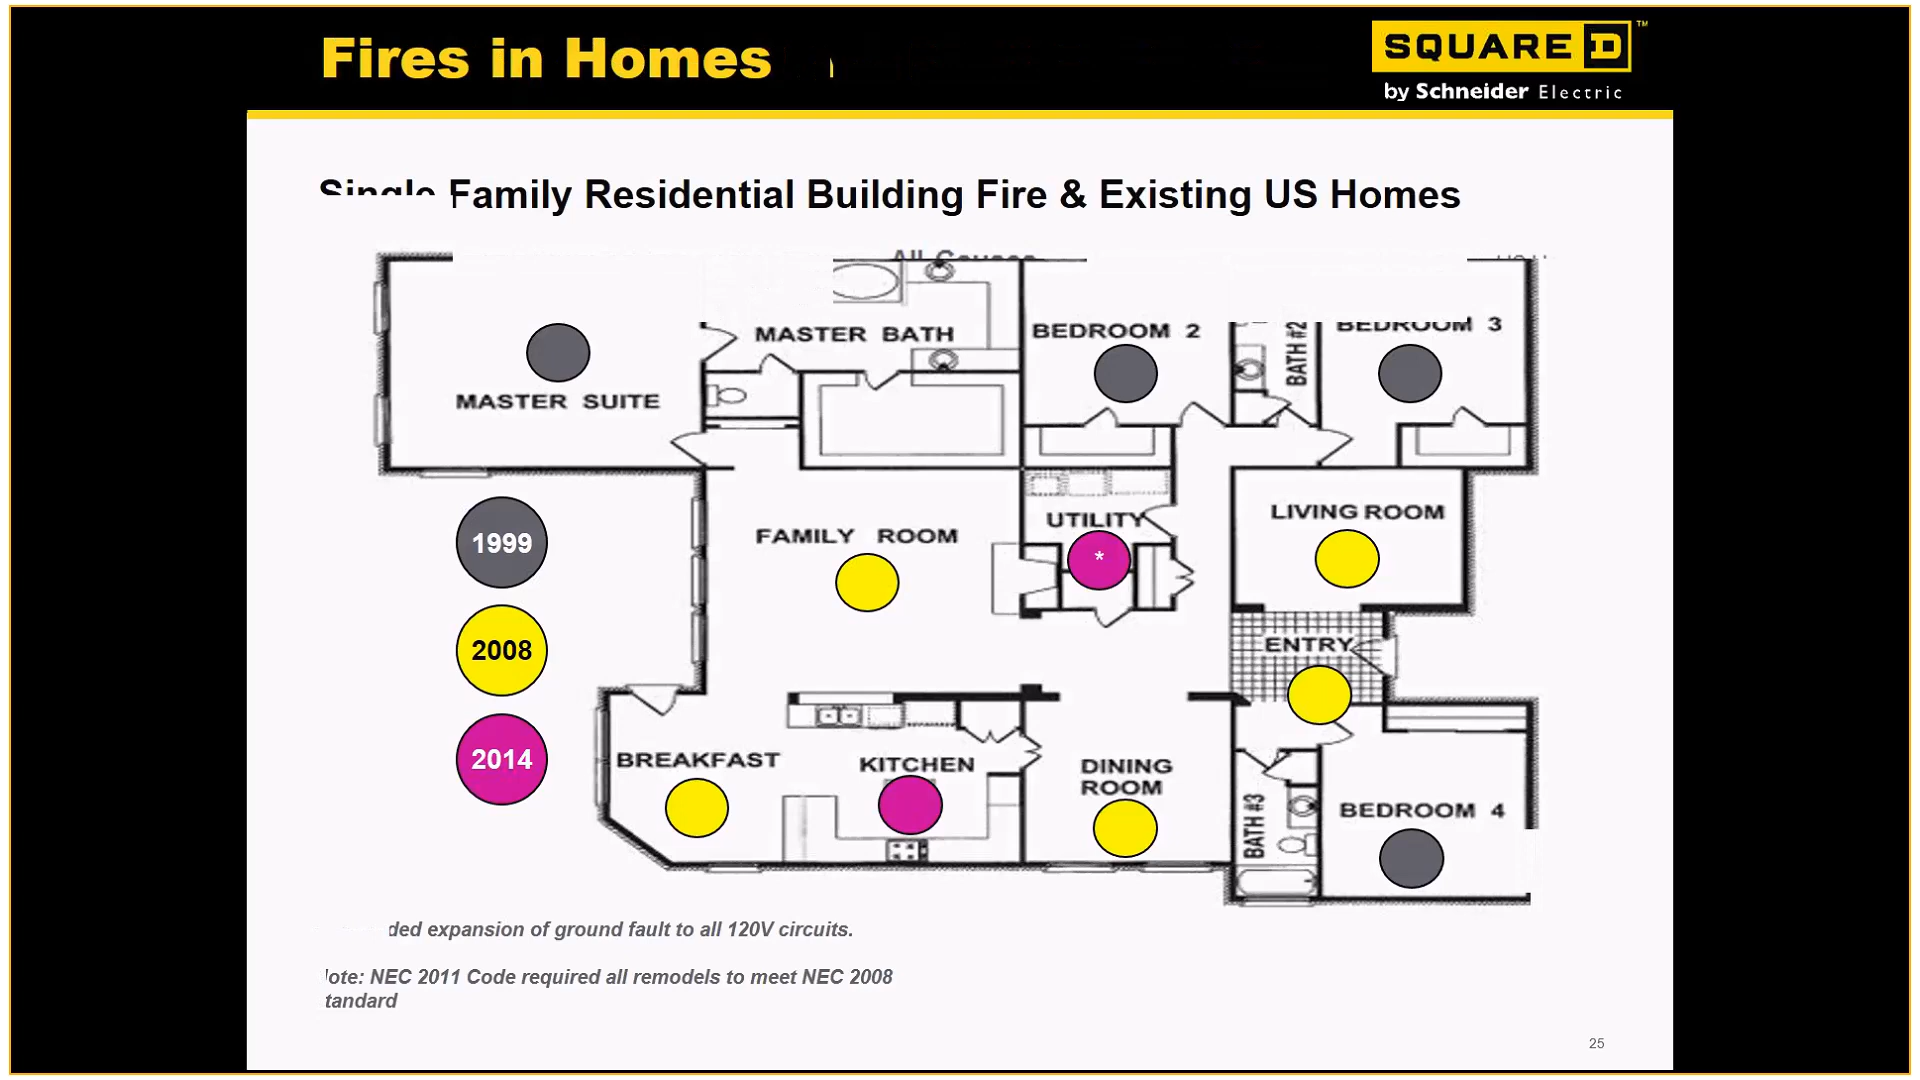 Fires in Homes
SQUARE D™
by Schneider Electric
Single Family Residential Building Fire & Existing US Homes
MASTER BATH
BEDROOM 2
BEDROOM 3
BATH #2
MASTER SUITE
1999
FAMILY ROOM
UTILITY
LIVING ROOM
*
2008
ENTRY
2014
BREAKFAST
KITCHEN
DINING
ROOM
BATH #3
BEDROOM 4
ded expansion of ground fault to all 120V circuits.
ote: NEC 2011 Code required all remodels to meet NEC 2008
tandard
25